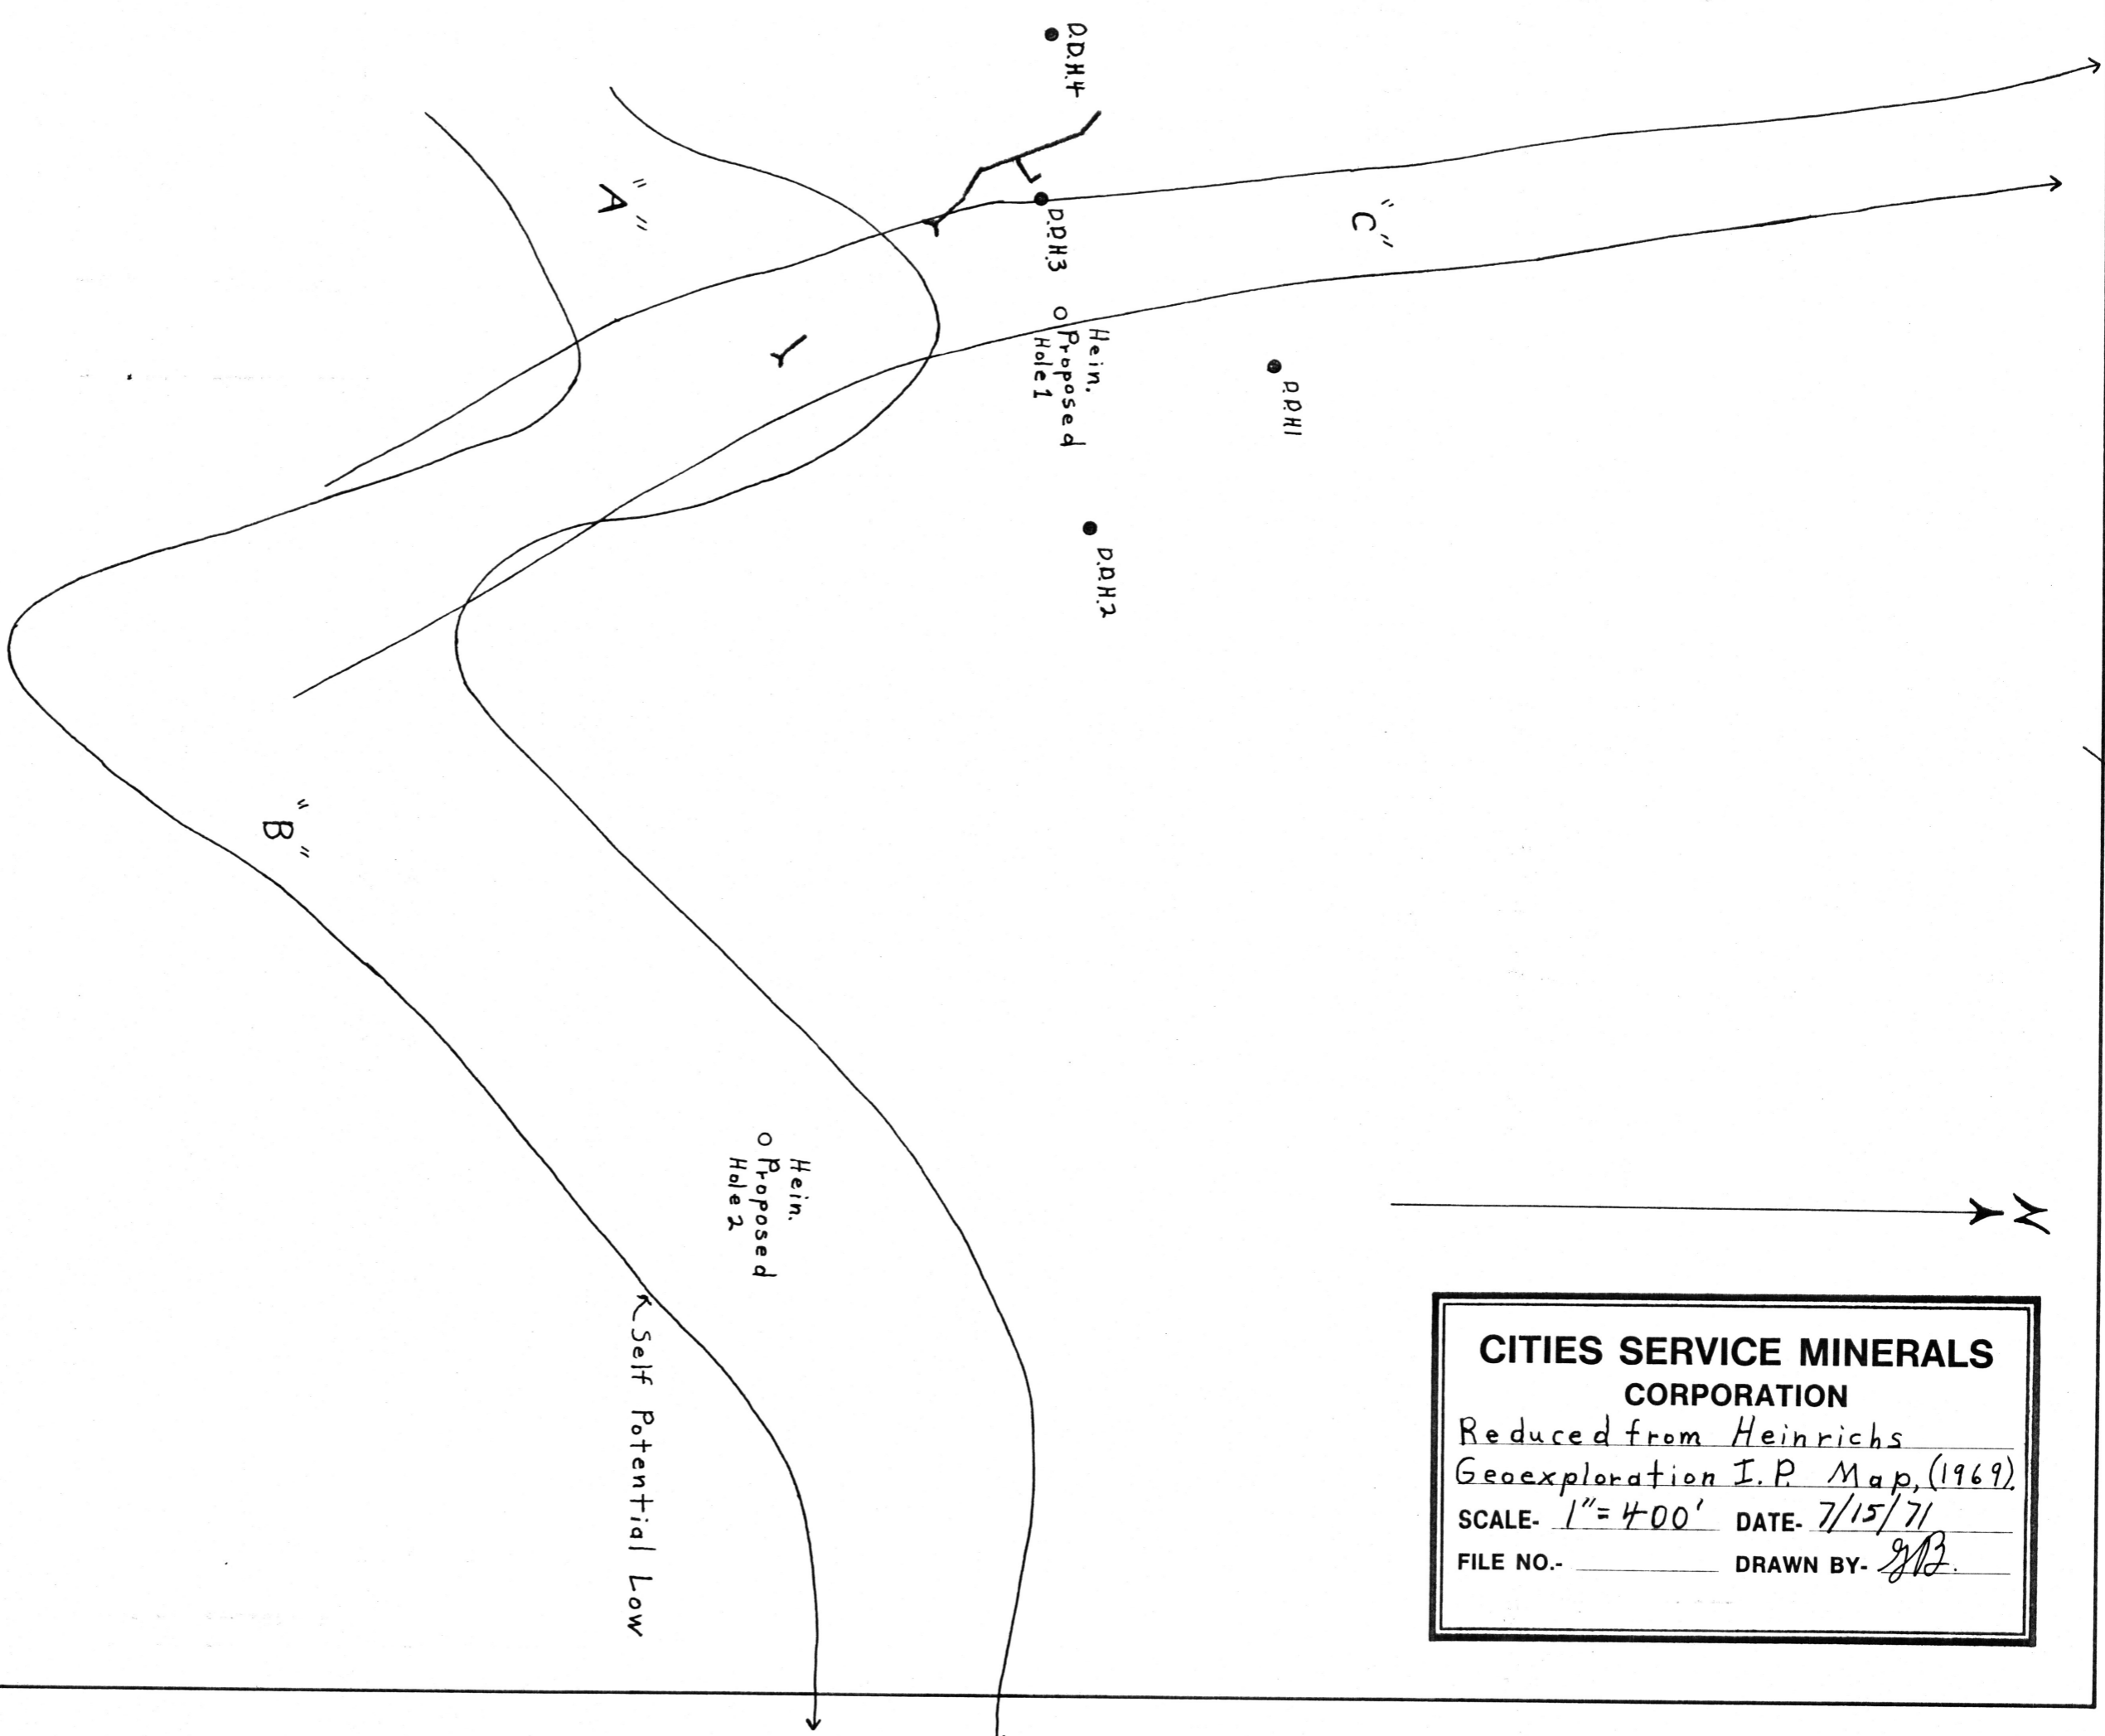 D.D.H.4
"A"
D.D.H.3
"C"
Hein.
Proposed
Hole 1
D.D.H.1
D.D.H.2
"B"
Hein.
Proposed
Hole 2
Self Potential Low
N
CITIES SERVICE MINERALS
CORPORATION
Reduced from Heinrichs
Geoexploration I.P. Map, (1969).
SCALE- 1"=400' DATE- 7/15/71
FILE NO.- DRAWN BY- GB.